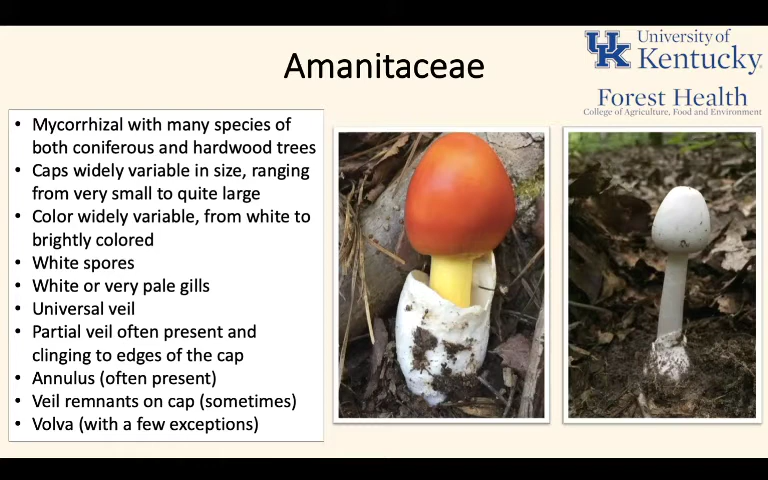 Amanitaceae
UK
University of
Kentucky
Forest Health
College of Agriculture, Food and Environment
• Mycorrhizal with many species of
both coniferous and hardwood trees
• Caps widely variable in size, ranging
from very small to quite large
• Color widely variable, from white to
brightly colored
• White spores
• White or very pale gills
• Universal veil
• Partial veil often present and
clinging to edges of the cap
• Annulus (often present)
• Veil remnants on cap (sometimes)
• Volva (with a few exceptions)